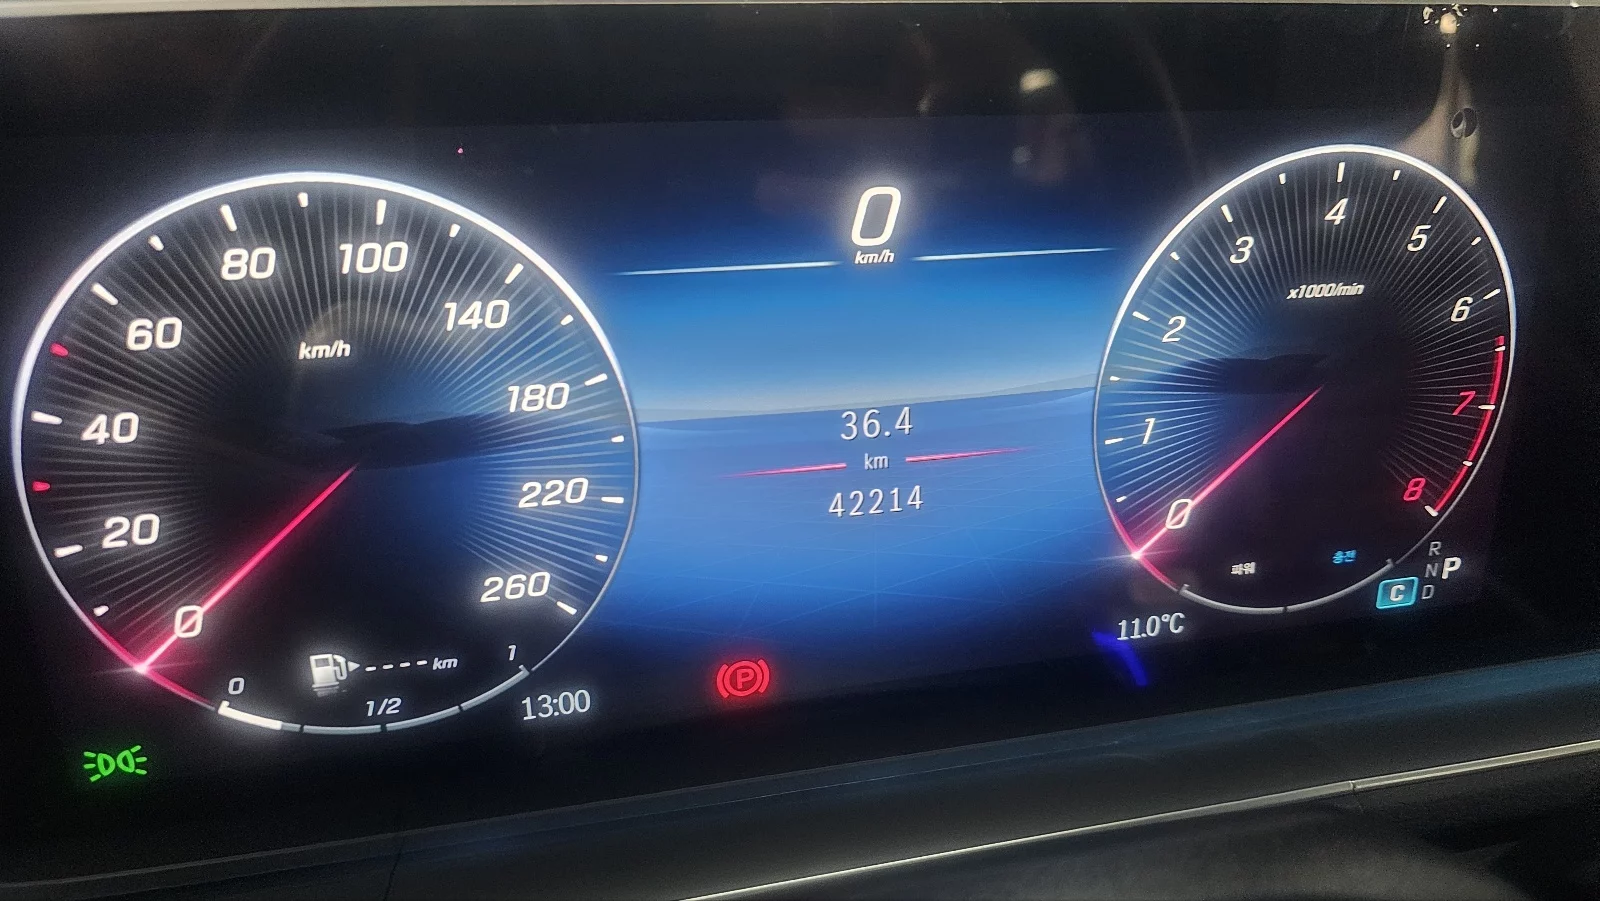 0
km/h
80 100
60 140
km/h
40 180
20 220
0 260
0 ---- km 1
1/2
13:00
36.4
km
42214
4
3 5
x1000/min
2 6
1 7
0 8
파워 충전
R
N P
C D
11.0°C
P